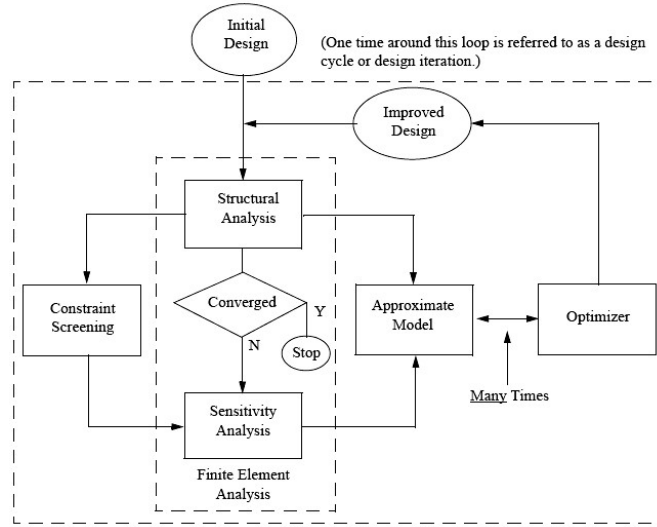 Initial
Design
(One time around this loop is referred to as a design
cycle or design iteration.)
Improved
Design
Structural
Analysis
Constraint
Screening
Converged
Y
N
Stop
Approximate
Model
Optimizer
Many Times
Sensitivity
Analysis
Finite Element
Analysis